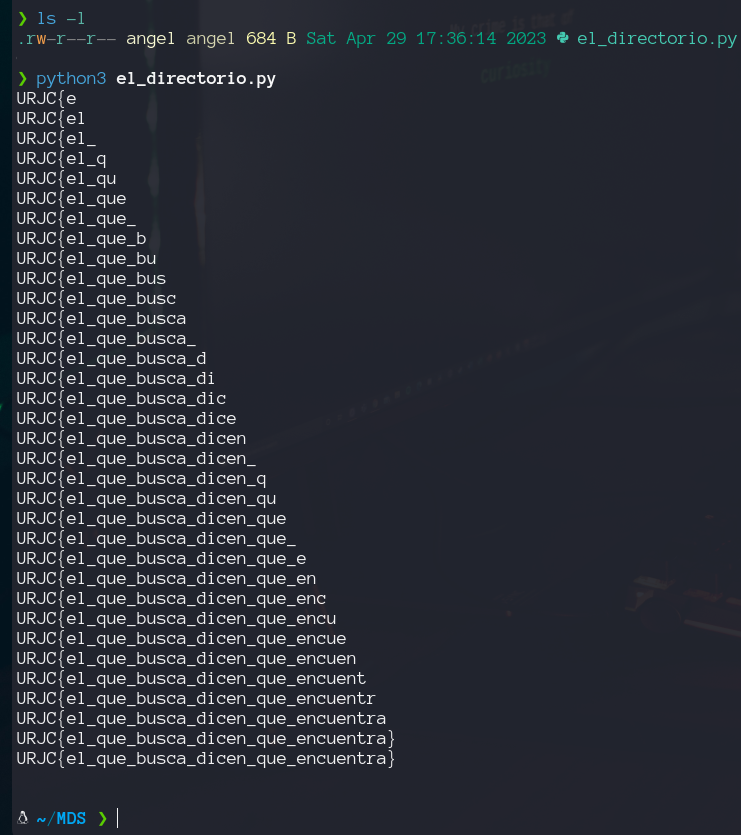 ❯ ls -l
.rw-r--r-- angel angel 684 B Sat Apr 29 17:36:14 2023 el_directorio.py
❯ python3 el_directorio.py
URJC{e
URJC{el
URJC{el_
URJC{el_q
URJC{el_qu
URJC{el_que
URJC{el_que_
URJC{el_que_b
URJC{el_que_bu
URJC{el_que_bus
URJC{el_que_busc
URJC{el_que_busca
URJC{el_que_busca_
URJC{el_que_busca_d
URJC{el_que_busca_di
URJC{el_que_busca_dic
URJC{el_que_busca_dice
URJC{el_que_busca_dicen
URJC{el_que_busca_dicen_
URJC{el_que_busca_dicen_q
URJC{el_que_busca_dicen_qu
URJC{el_que_busca_dicen_que
URJC{el_que_busca_dicen_que_
URJC{el_que_busca_dicen_que_e
URJC{el_que_busca_dicen_que_en
URJC{el_que_busca_dicen_que_enc
URJC{el_que_busca_dicen_que_encu
URJC{el_que_busca_dicen_que_encue
URJC{el_que_busca_dicen_que_encuen
URJC{el_que_busca_dicen_que_encuent
URJC{el_que_busca_dicen_que_encuentr
URJC{el_que_busca_dicen_que_encuentra
URJC{el_que_busca_dicen_que_encuentra}
URJC{el_que_busca_dicen_que_encuentra}
~/MDS ❯